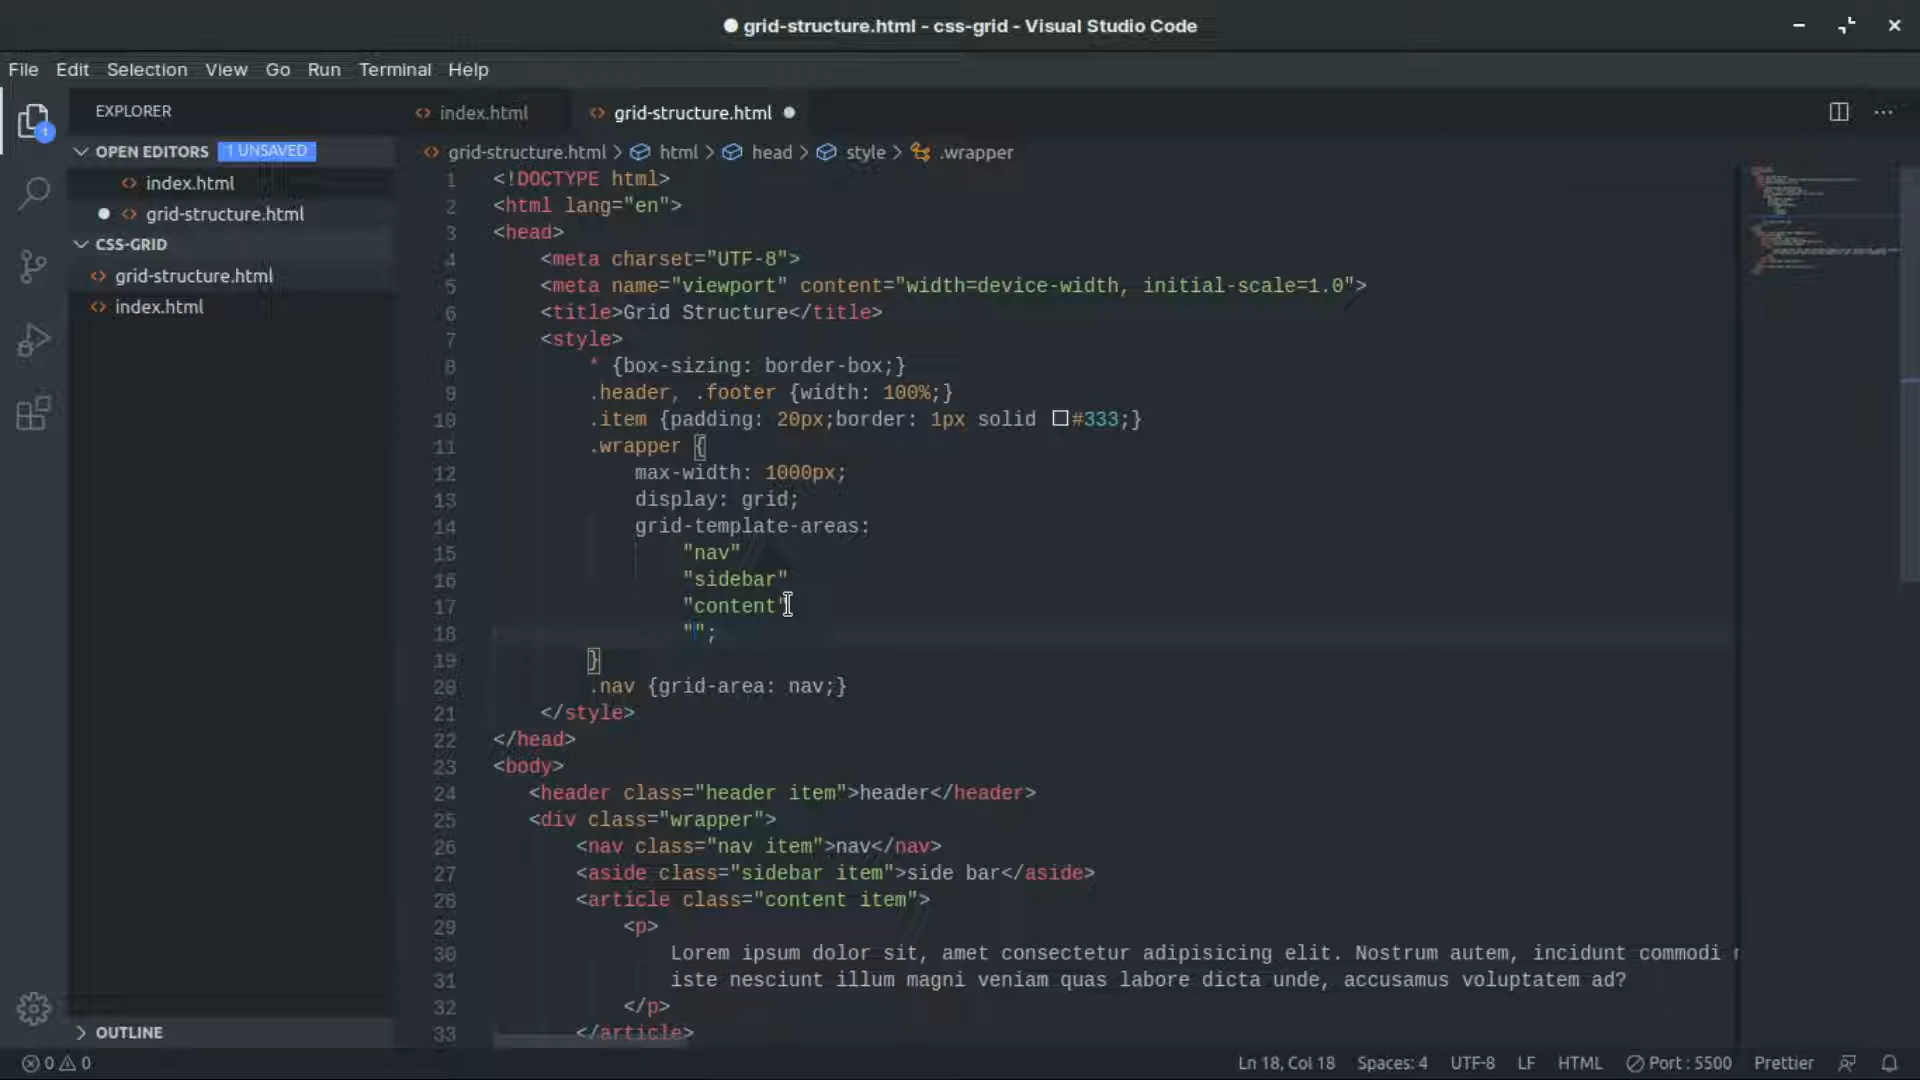 grid-structure.html - css-grid - Visual Studio Code
File Edit Selection View Go Run Terminal Help
EXPLORER
OPEN EDITORS 1 UNSAVED
index.html
grid-structure.html
CSS-GRID
grid-structure.html
index.html
OUTLINE
1
index.html grid-structure.html
grid-structure.html > html > head > style > .wrapper
1 <!DOCTYPE html>
2 <html lang="en">
3 <head>
4 <meta charset="UTF-8">
5 <meta name="viewport" content="width=device-width, initial-scale=1.0">
6 <title>Grid Structure</title>
7 <style>
8 * {box-sizing: border-box;}
9 .header, .footer {width: 100%;}
10 .item {padding: 20px;border: 1px solid #333;}
11 .wrapper {
12 max-width: 1000px;
13 display: grid;
14 grid-template-areas:
15 "nav"
16 "sidebar"
17 "content"
18 "";
19 }
20 .nav {grid-area: nav;}
21 </style>
22 </head>
23 <body>
24 <header class="header item">header</header>
25 <div class="wrapper">
26 <nav class="nav item">nav</nav>
27 <aside class="sidebar item">side bar</aside>
28 <article class="content item">
29 <p>
30 Lorem ipsum dolor sit, amet consectetur adipisicing elit. Nostrum autem, incidunt commodi
31 iste nesciunt illum magni veniam quas labore dicta unde, accusamus voluptatem ad?
32 </p>
33 </article>
0 0 Ln 18, Col 18 Spaces: 4 UTF-8 LF HTML Port : 5500 Prettier